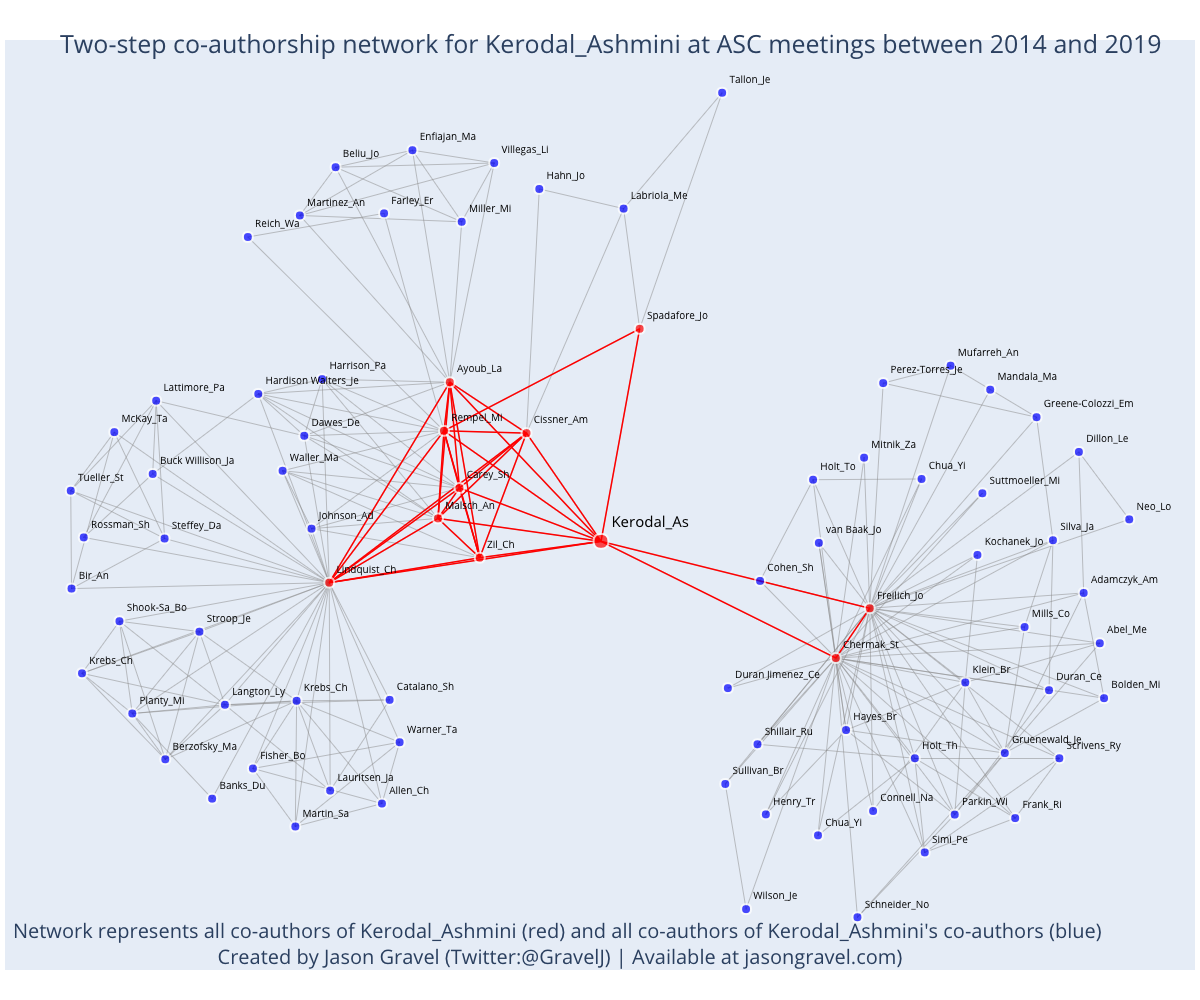 Two-step co-authorship network for Kerodal_Ashmini at ASC meetings between 2014 and 2019
Tallon_Je
Enfiajan_Ma
Beliu_Jo
Villegas_Li
Hahn_Jo
Labriola_Me
Martinez_An
Farley_Er
Miller_Mi
Reich_Wa
Spadafore_Jo
Mufarreh_An
Harrison_Pa
Ayoub_La
Perez-Torres_Je
Mandala_Ma
Hardison Walters_Je
Lattimore_Pa
Greene-Colozzi_Em
McKay_Ta
Dawes_De
Rempel_Mi
Cissner_Am
Mitnik_Za
Dillon_Le
Buck Willison_Ja
Waller_Ma
Holt_To
Chua_Yi
Tueller_St
Carey_Sh
Suttmoeller_Mi
Malsch_An
Neo_Lo
Rossman_Sh
Steffey_Da
Johnson_Ad
Kerodal_As
van Baak_Jo
Silva_Ja
Zil_Ch
Kochanek_Jo
Bir_An
Lindquist_Ch
Cohen_Sh
Adamczyk_Am
Freilich_Jo
Shook-Sa_Bo
Stroop_Je
Mills_Co
Abel_Me
Chermak_St
Krebs_Ch
Duran Jimenez_Ce
Klein_Br
Duran_Ce
Bolden_Mi
Planty_Mi
Langton_Ly
Krebs_Ch
Catalano_Sh
Hayes_Br
Warner_Ta
Shillair_Ru
Gruenewald_Je
Berzofsky_Ma
Fisher_Bo
Holt_Th
Scrivens_Ry
Sullivan_Br
Banks_Du
Lauritsen_Ja
Allen_Ch
Henry_Tr
Connell_Na
Parkin_Wi
Frank_Ri
Martin_Sa
Chua_Yi
Simi_Pe
Wilson_Je
Schneider_No
Network represents all co-authors of Kerodal_Ashmini (red) and all co-authors of Kerodal_Ashmini's co-authors (blue)
Created by Jason Gravel (Twitter:@GravelJ) | Available at jasongravel.com)